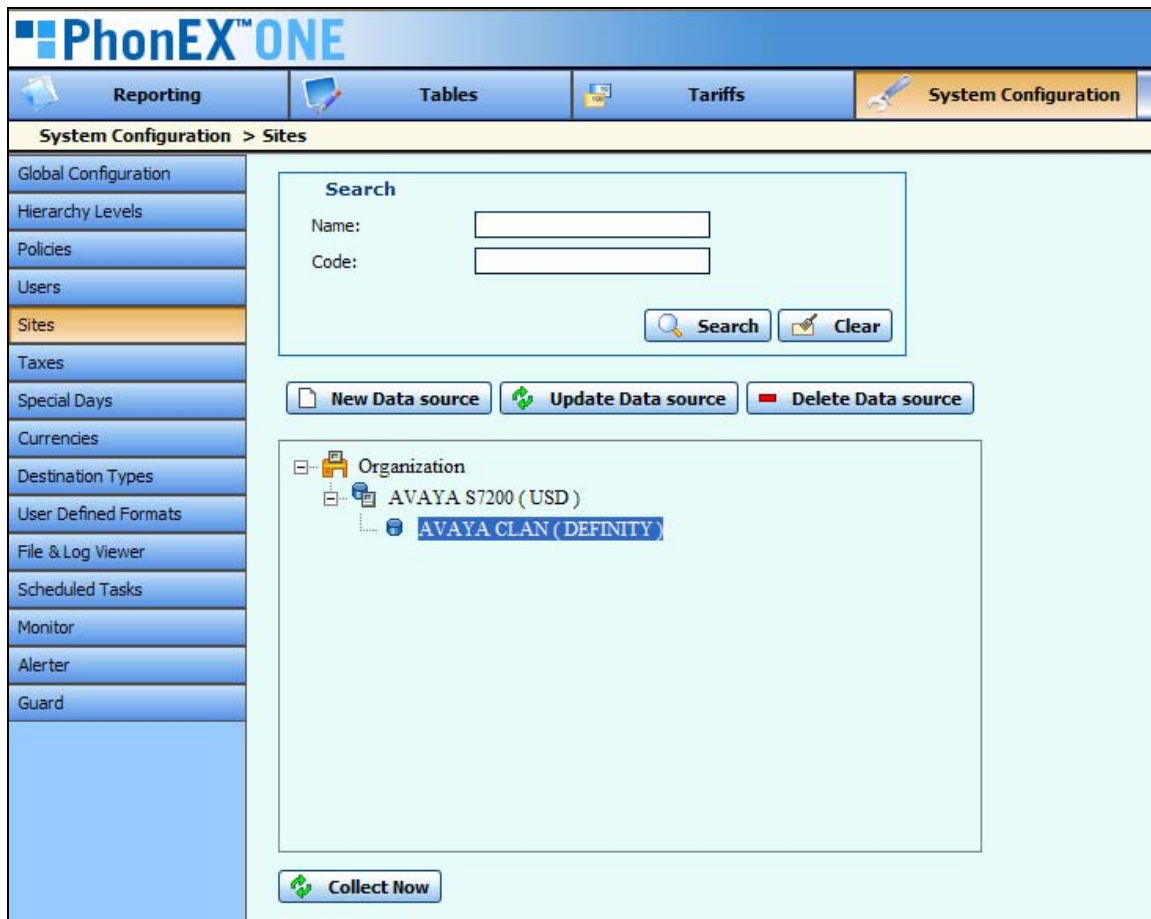 PhonEX™ONE
Reporting Tables Tariffs System Configuration
System Configuration > Sites
Global Configuration
Hierarchy Levels
Policies
Users
Sites
Taxes
Special Days
Currencies
Destination Types
User Defined Formats
File & Log Viewer
Scheduled Tasks
Monitor
Alerter
Guard
Search
Name:
Code:
Search Clear
New Data source Update Data source Delete Data source
Organization
AVAYA S7200 ( USD )
AVAYA CLAN ( DEFINITY )
Collect Now